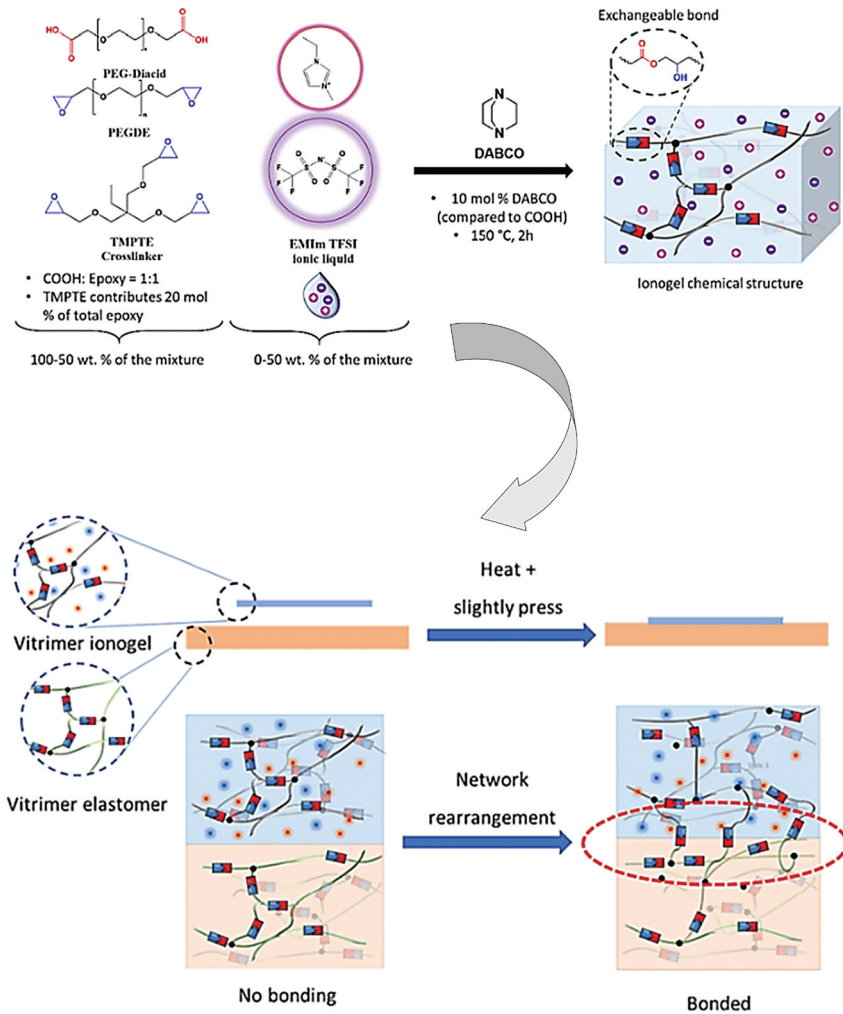 Exchangeable bond
O
HO
O
O
n
O
O
OH
PEG-Diacid
O
O
O
n
O
O
PEGDE
O
O
O
O
O
O
TMPTE
Crosslinker
• COOH: Epoxy = 1:1
• TMPTE contributes 20 mol
% of total epoxy
100-50 wt. % of the mixture
N
N+
O
O
N-
O
O
S
S
F
F
F
F
F
F
EMIm TFSI
ionic liquid
0-50 wt. % of the mixture
N
N
DABCO
• 10 mol % DABCO
(compared to COOH)
• 150 °C, 2h
O
O
OH
Ionogel chemical structure
Vitrimer ionogel
Vitrimer elastomer
Heat +
slightly press
Network
rearrangement
No bonding
Bonded